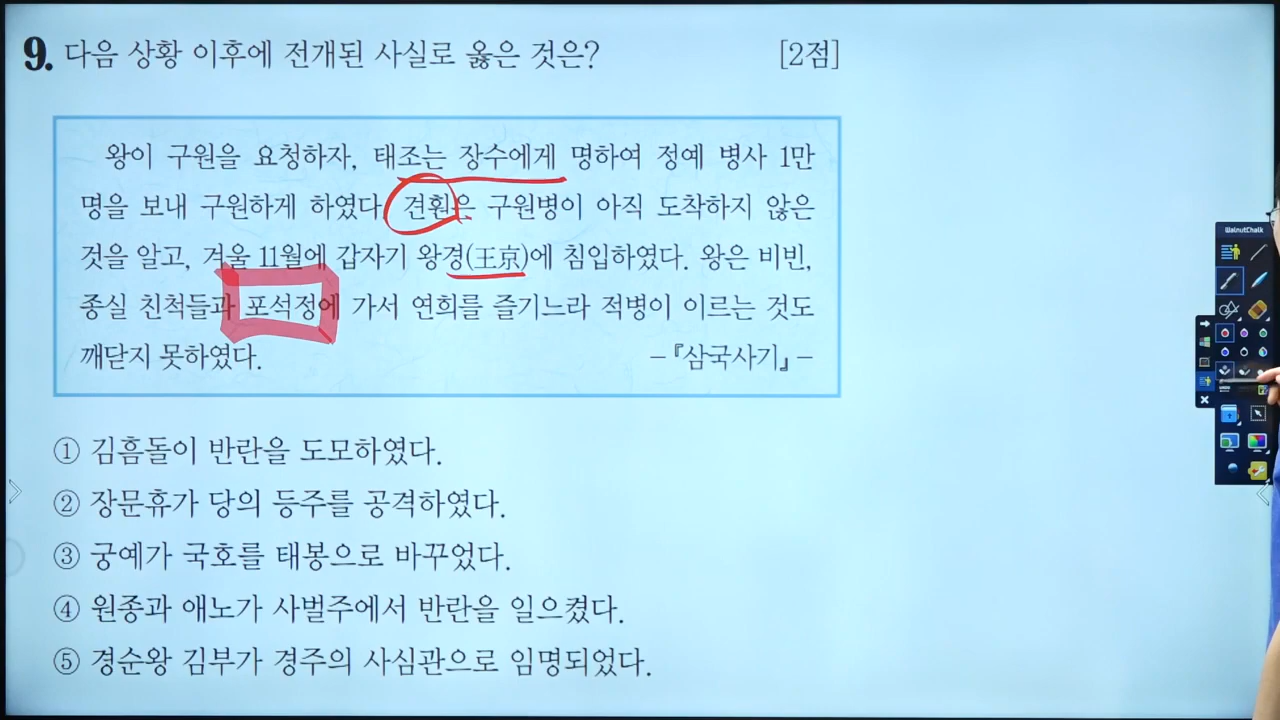 9. 다음 상황 이후에 전개된 사실로 옳은 것은? [2점]
왕이 구원을 요청하자, 태조는 장수에게 명하여 정예 병사 1만
명을 보내 구원하게 하였다. 견훤은 구원병이 아직 도착하지 않은
것을 알고, 겨울 11월에 갑자기 왕경(王京)에 침입하였다. 왕은 비빈,
종실 친척들과 포석정에 가서 연희를 즐기느라 적병이 이르는 것도
깨닫지 못하였다. －『삼국사기』－
① 김흠돌이 반란을 도모하였다.
② 장문휴가 당의 등주를 공격하였다.
③ 궁예가 국호를 태봉으로 바꾸었다.
④ 원종과 애노가 사벌주에서 반란을 일으켰다.
⑤ 경순왕 김부가 경주의 사심관으로 임명되었다.
WalnutChalk